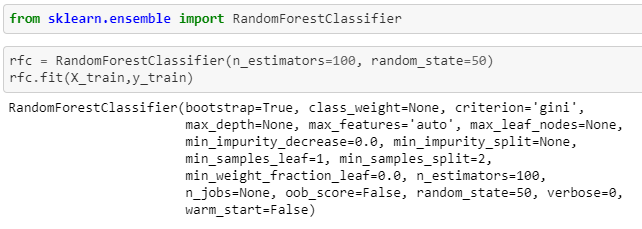 from sklearn.ensemble import RandomForestClassifier
rfc = RandomForestClassifier(n_estimators=100, random_state=50)
rfc.fit(X_train,y_train)
RandomForestClassifier(bootstrap=True, class_weight=None, criterion='gini',
max_depth=None, max_features='auto', max_leaf_nodes=None,
min_impurity_decrease=0.0, min_impurity_split=None,
min_samples_leaf=1, min_samples_split=2,
min_weight_fraction_leaf=0.0, n_estimators=100,
n_jobs=None, oob_score=False, random_state=50, verbose=0,
warm_start=False)